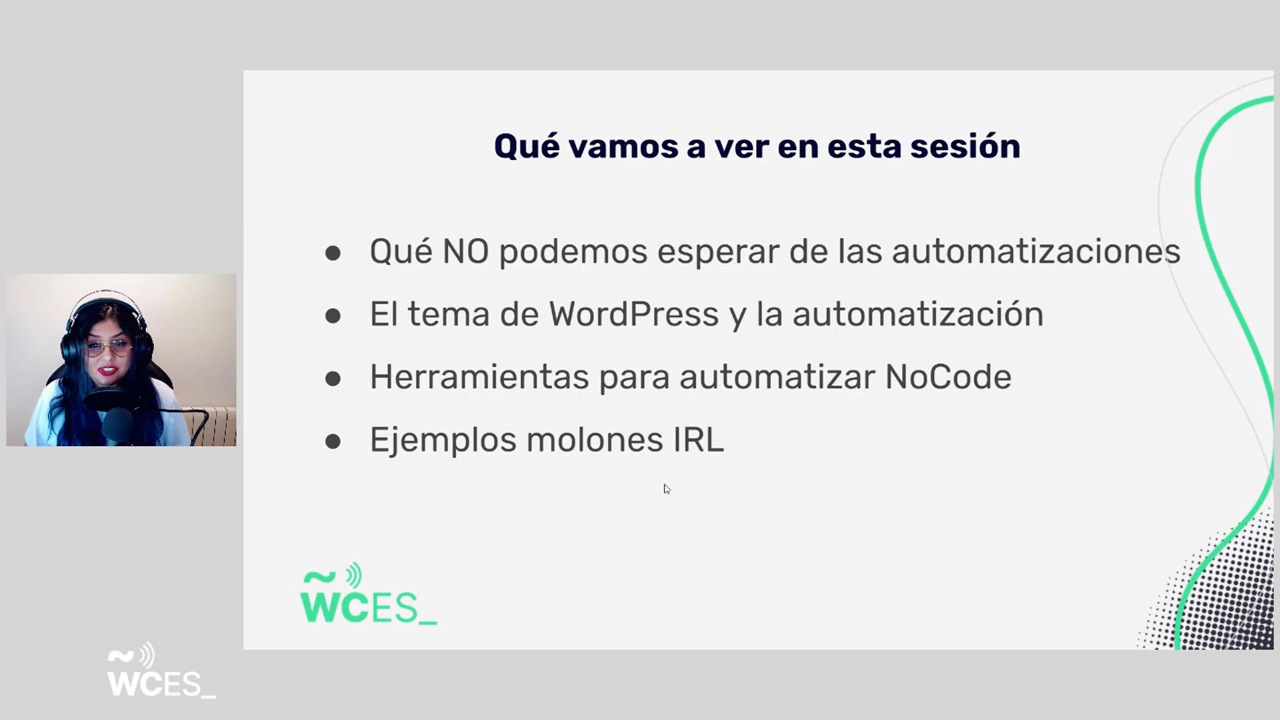 Qué vamos a ver en esta sesión
● Qué NO podemos esperar de las automatizaciones
● El tema de WordPress y la automatización
● Herramientas para automatizar NoCode
● Ejemplos molones IRL
~
WCES_
~
WCES_